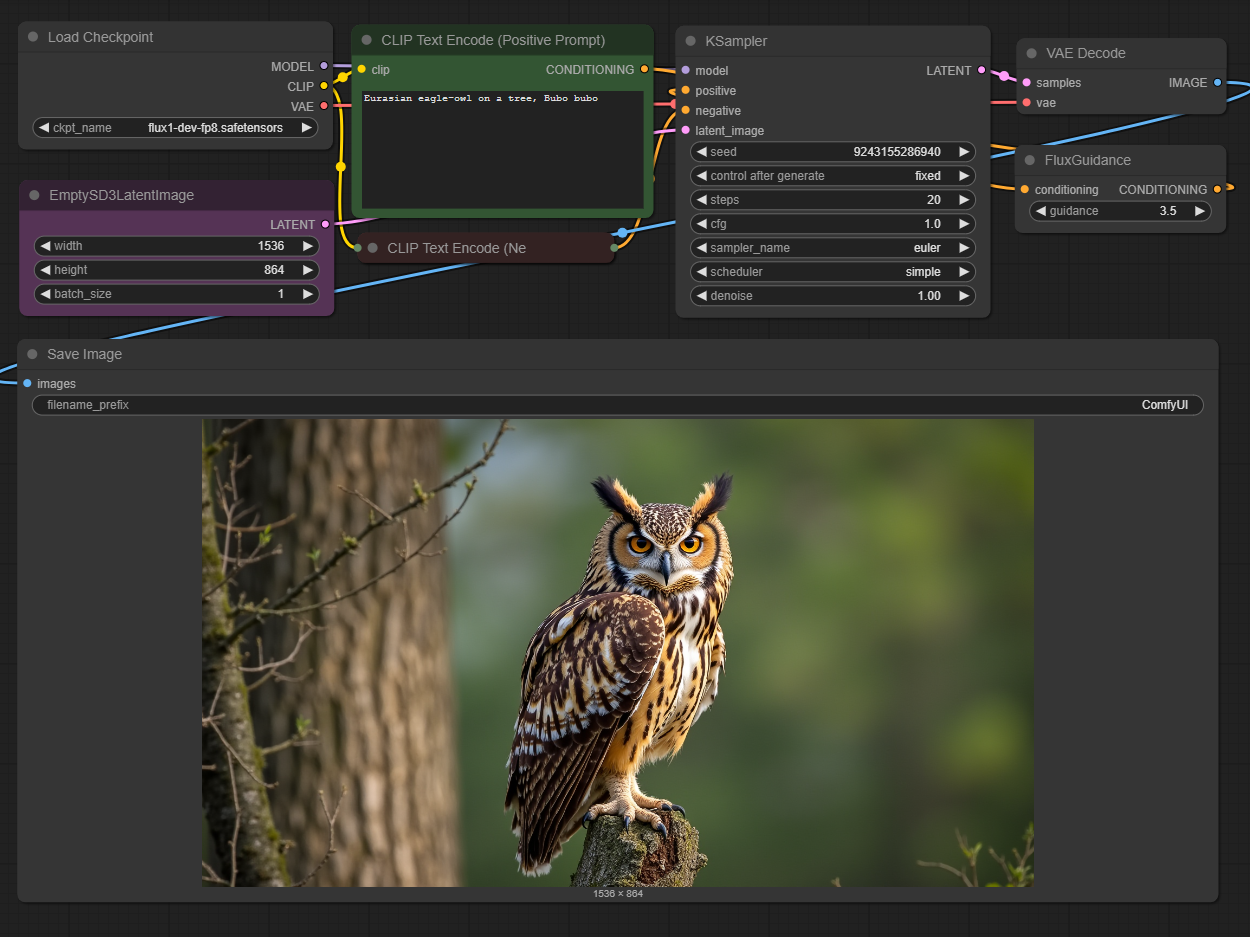 Load Checkpoint
MODEL
CLIP
VAE
ckpt_name flux1-dev-fp8.safetensors
EmptySD3LatentImage
LATENT
width 1536
height 864
batch_size 1
CLIP Text Encode (Positive Prompt)
clip CONDITIONING
Eurasian eagle-owl on a tree, Bubo bubo
CLIP Text Encode (Ne
KSampler
model LATENT
positive
negative
latent_image
seed 9243155286940
control after generate fixed
steps 20
cfg 1.0
sampler_name euler
scheduler simple
denoise 1.00
VAE Decode
samples IMAGE
vae
FluxGuidance
conditioning CONDITIONING
guidance 3.5
Save Image
images
filename_prefix ComfyUI
1536 × 864